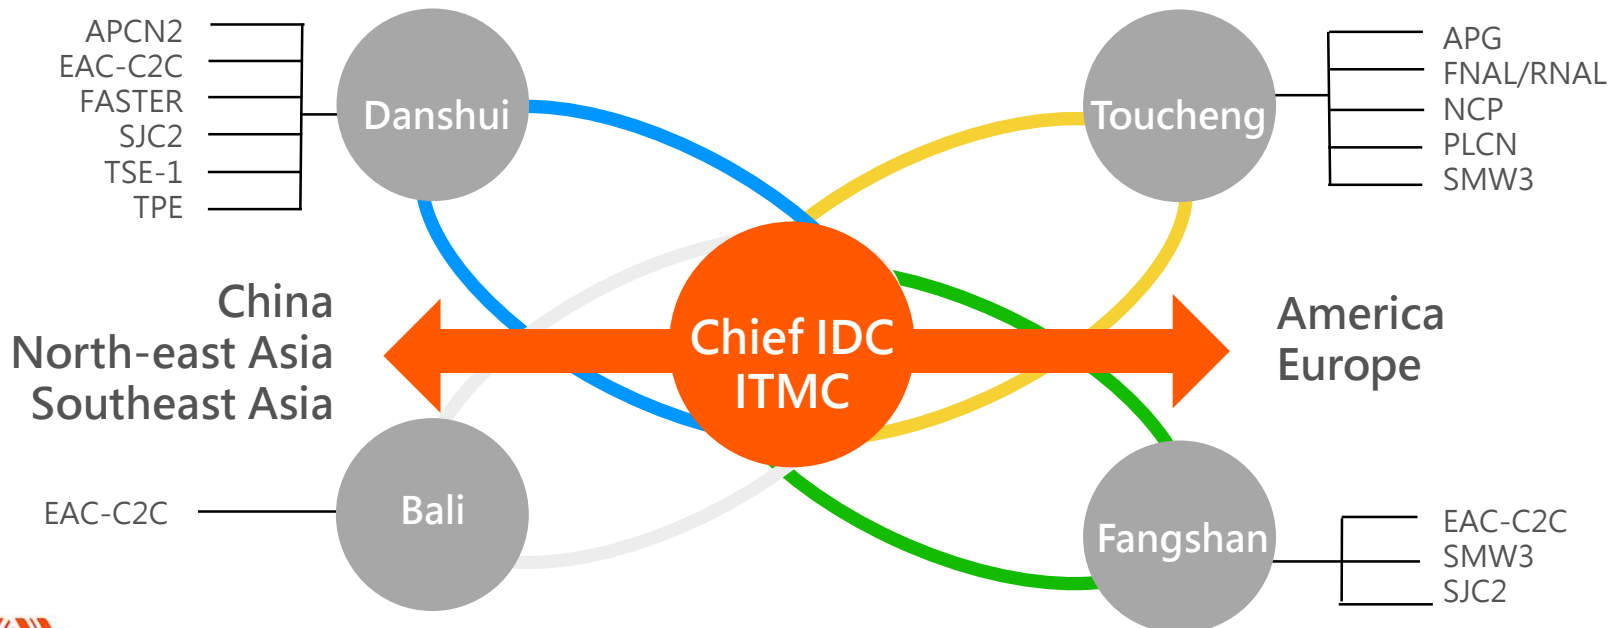 APCN2
EAC-C2C
FASTER
SJC2
TSE-1
TPE
Danshui
Toucheng
APG
FNAL/RNAL
NCP
PLCN
SMW3
China
North-east Asia
Southeast Asia
Chief IDC
ITMC
America
Europe
EAC-C2C
Bali
Fangshan
EAC-C2C
SMW3
SJC2